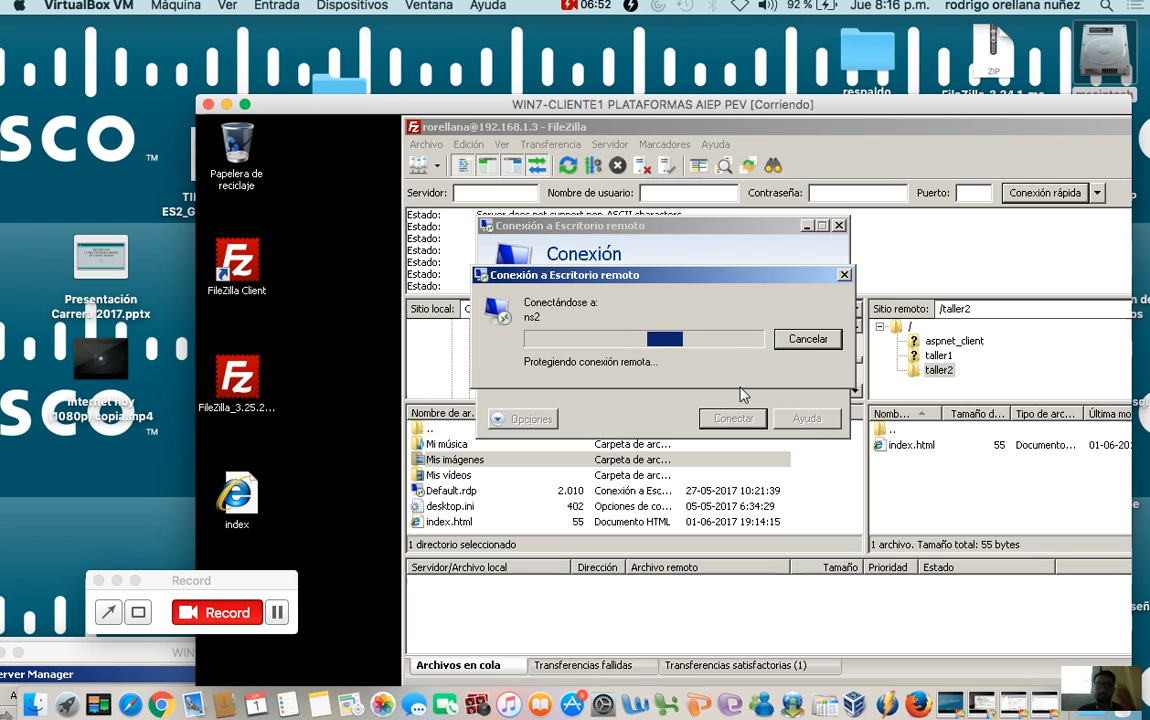 VirtualBox VM Máquina Ver Entrada Dispositivos Ventana Ayuda 06:52 92 % Jue 8:16 p.m. rodrigo orellana nuñez
respaldo
ZIP
sco
TM
WIN7-CLIENTE1 PLATAFORMAS AIEP PEV [Corriendo]
Papelera de
reciclaje
FileZilla Client
FileZilla_3.25.2...
index
Presentación
Carrera 2017.pptx
Internet hoy
(1080p) copia.mp4
sco
TM
rorellana@192.168.1.3 - FileZilla
Archivo Edición Ver Transferencia Servidor Marcadores Ayuda
Servidor: Nombre de usuario: Contraseña: Puerto: Conexión rápida
Estado: Server does not support non-ASCII characters.
Estado:
Estado:
Estado:
Estado:
Estado:
Estado:
Conexión a Escritorio remoto
Conexión
Conexión a Escritorio remoto
Conectándose a:
ns2
Cancelar
Protegiendo conexión remota...
Opciones Conectar Ayuda
Sitio local:
Sitio remoto: /taller2
/
aspnet_client
taller1
taller2
Nombre de ar.
..
Mi música Carpeta de arc...
Mis imágenes Carpeta de arc...
Mis vídeos Carpeta de arc...
Default.rdp 2.010 Conexión a Esc... 27-05-2017 10:21:39
desktop.ini 402 Opciones de co... 05-05-2017 6:34:29
index.html 55 Documento HTML 01-06-2017 19:14:15
1 directorio seleccionado
Nomb... Tamaño d... Tipo de arc... Última mo
..
index.html 55 Documento... 01-06-20
1 archivo. Tamaño total: 55 bytes
Servidor/Archivo local Dirección Archivo remoto Tamaño Prioridad Estado
Archivos en cola Transferencias fallidas Transferencias satisfactorias (1)
Record
Record
WIN
erver Manager